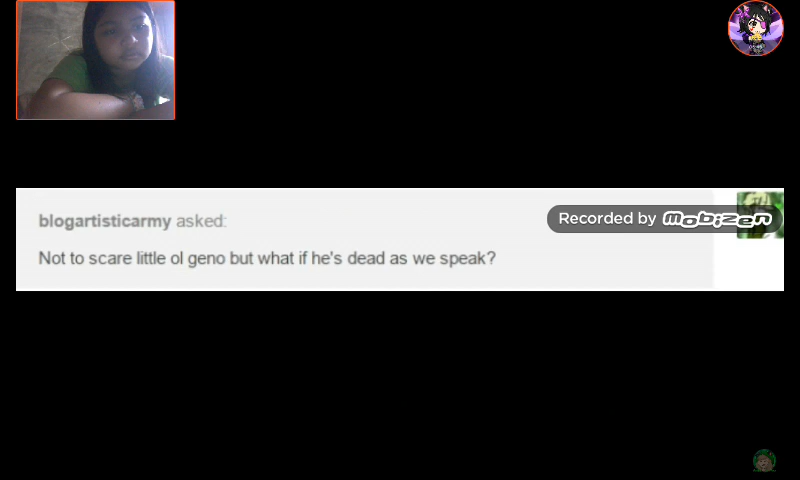 blogartisticarmy asked:
Recorded by mobizen
Not to scare little ol geno but what if he's dead as we speak?